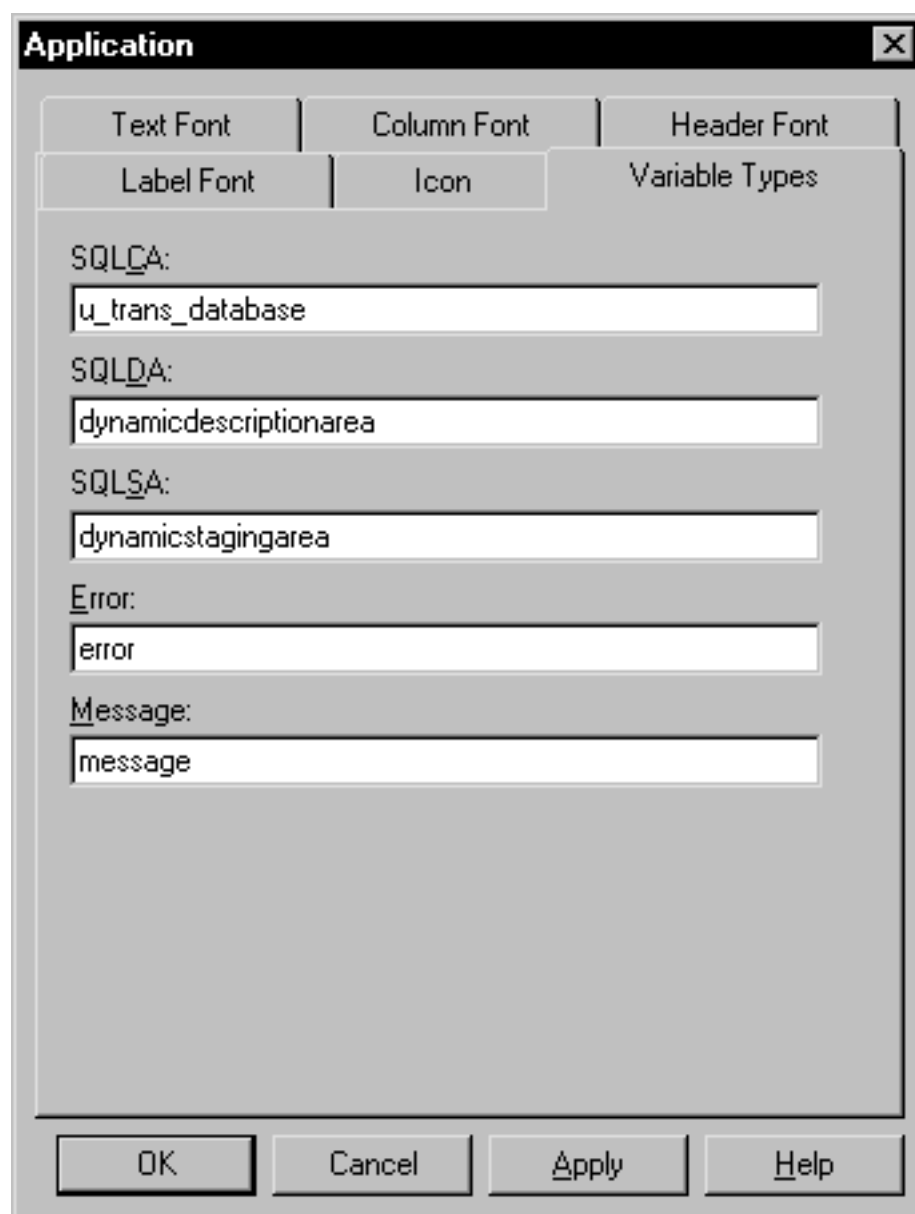 Application
Text Font
Column Font
Header Font
Label Font
Icon
Variable Types
SQLCA:
u_trans_database
SQLDA:
dynamicdescriptionarea
SQLSA:
dynamicstagingarea
Error:
error
Message:
message
OK
Cancel
Apply
Help